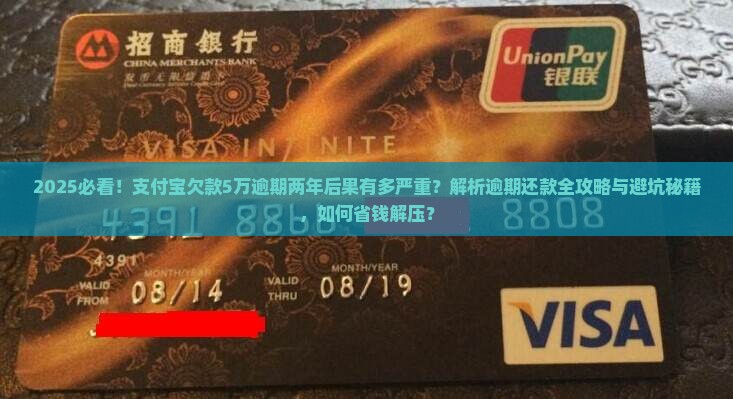 招商銀行
CHINA MERCHANTS BANK
UnionPay
银联
VISA INFINITE
2025必看！支付宝欠款5万逾期两年后果有多严重？解析逾期还款全攻略与避坑秘籍
，如何省钱解压？
4391 8808
4391
MONTH/YEAR MONTH/YEAR
VALID FROM 08/14 VALID THRU 08/19
VISA